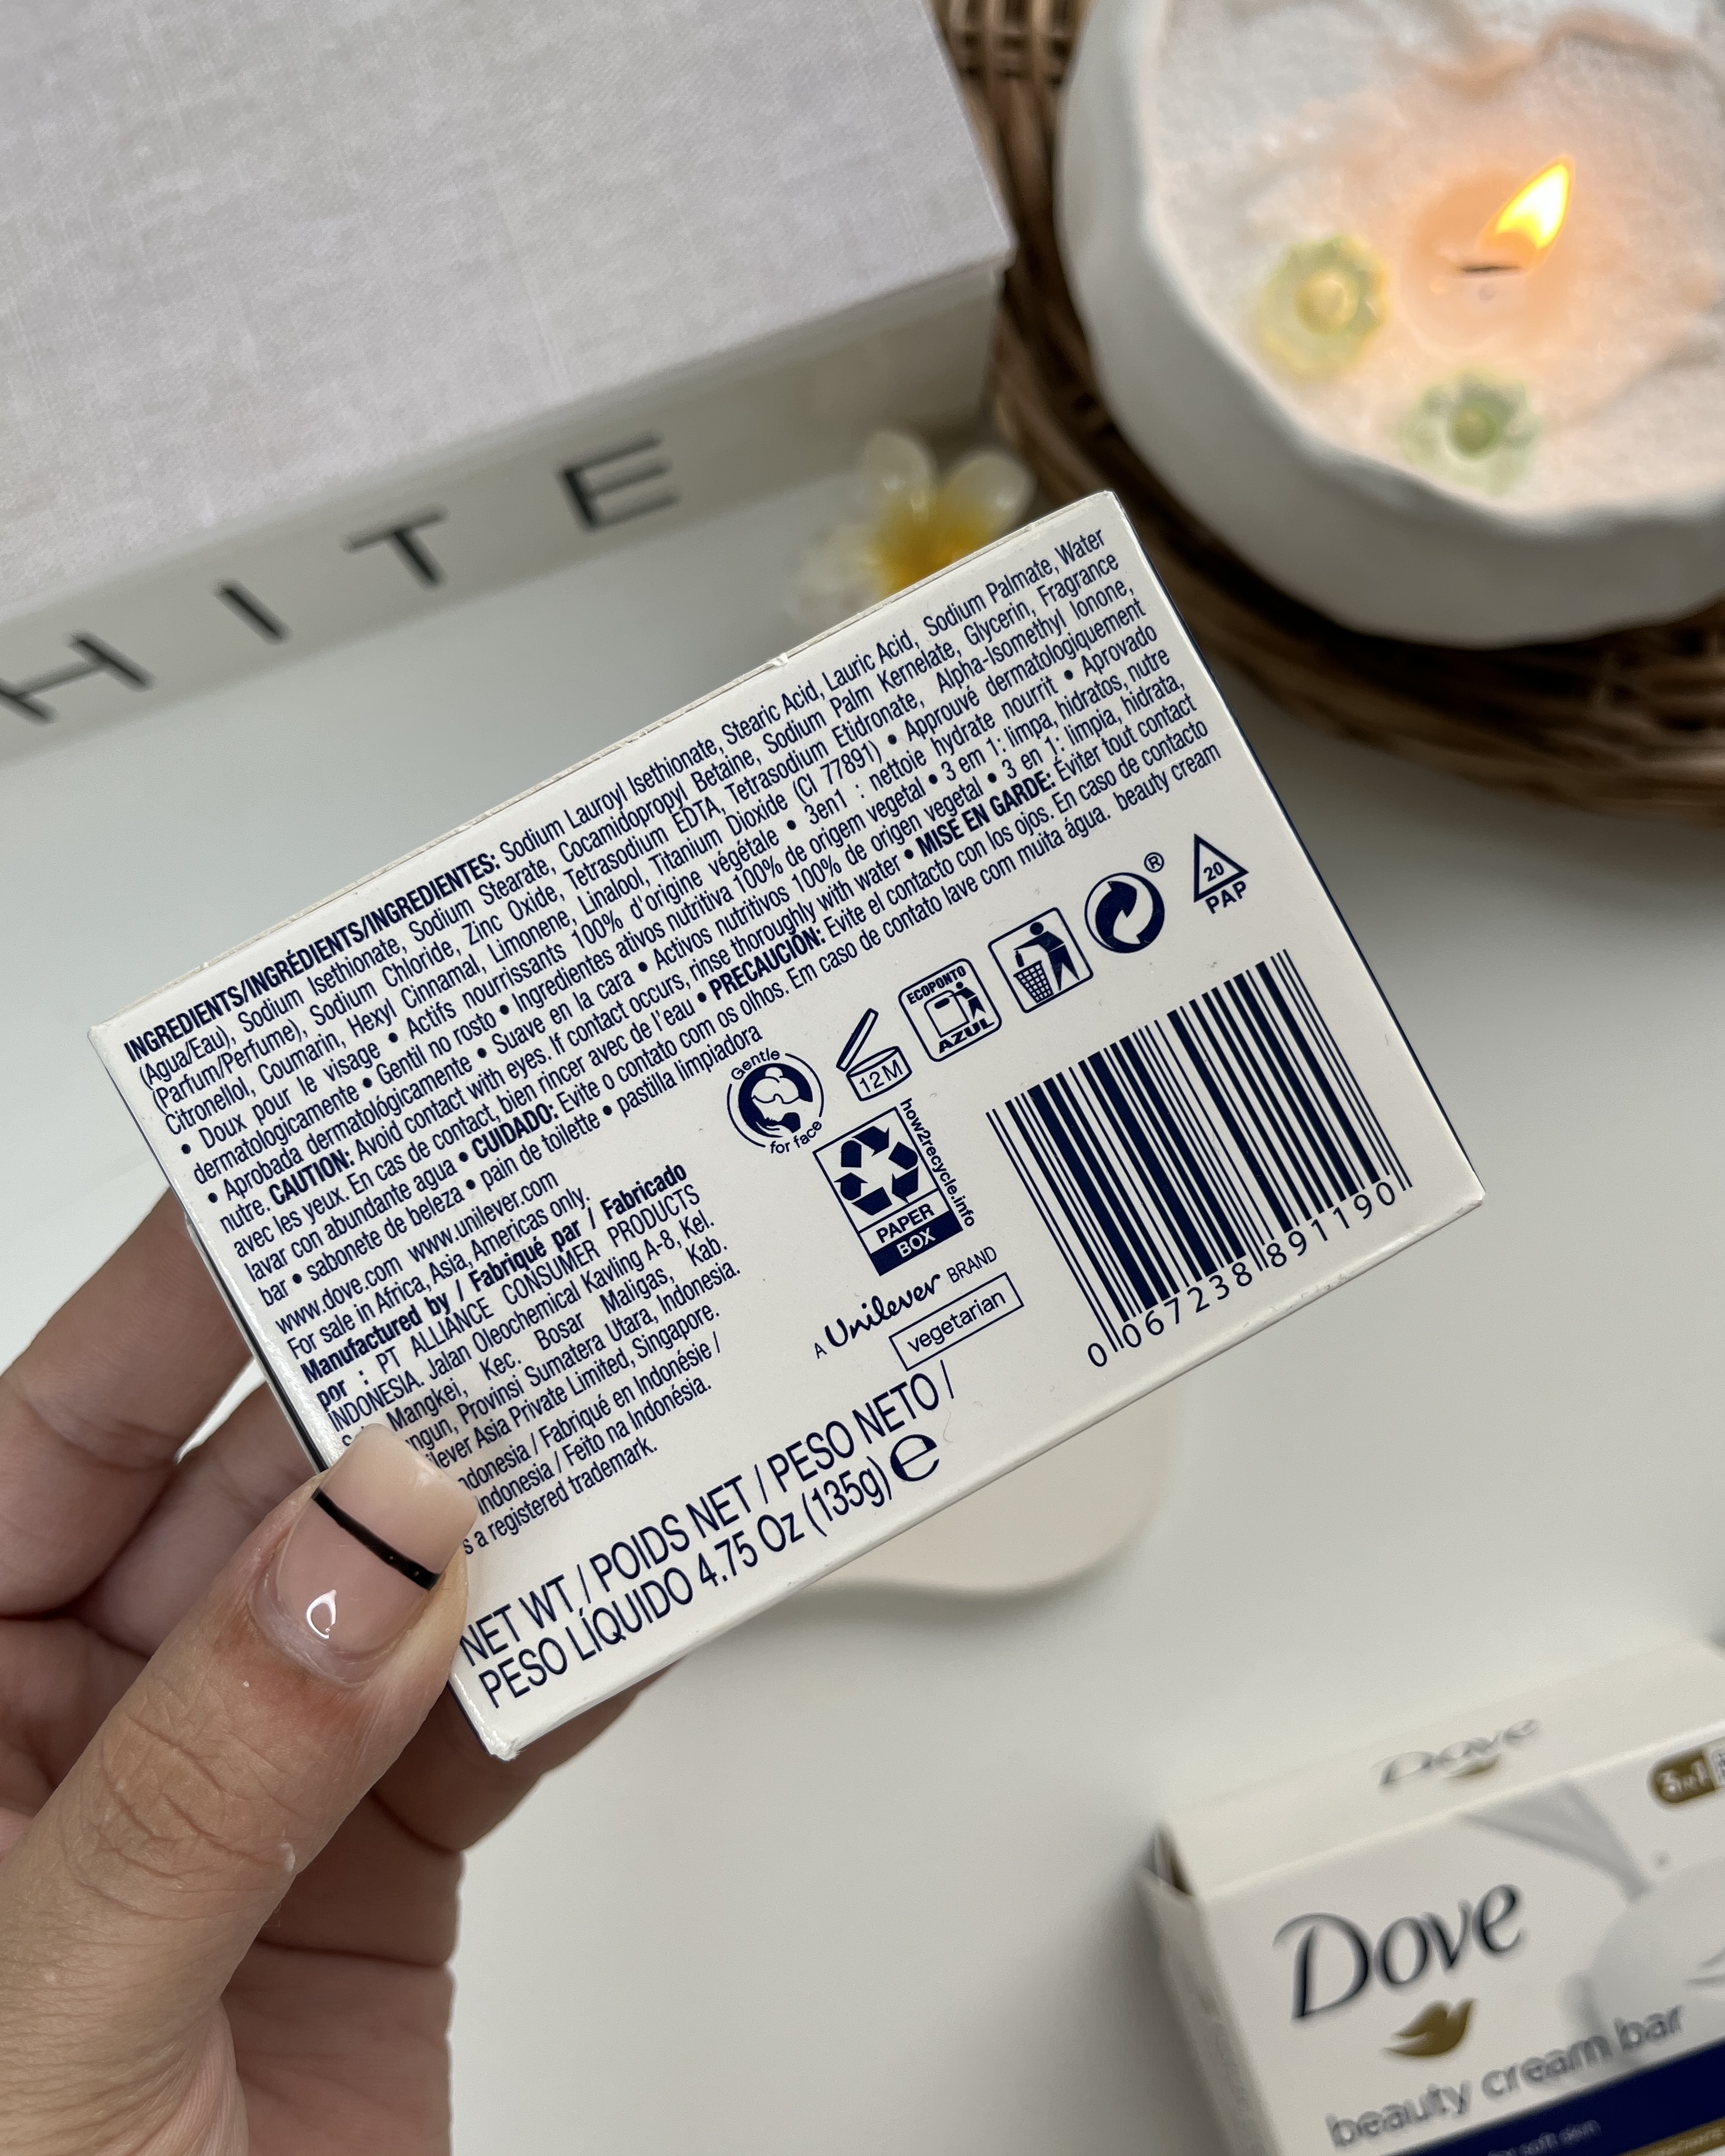 HITE
INGREDIENTS/INGRÉDIENTS/INGREDIENTES: Sodium Lauroyl Isethionate, Stearic Acid, Lauric Acid, Sodium Palmate, Water
(Agua/Eau), Sodium Isethionate, Sodium Stearate, Cocamidopropyl Betaine, Sodium Palm Kernelate, Glycerin, Fragrance
(Parfum/Perfume), Sodium Chloride, Zinc Oxide, Tetrasodium EDTA, Tetrasodium Etidronate, Alpha-Isomethyl Ionone,
Citronellol, Coumarin, Hexyl Cinnamal, Limonene, Linalool, Titanium Dioxide (CI 77891) • Approuvé dermatologiquement
• Doux pour le visage • Actifs nourrissants 100% d'origine végétale • 3en1 : nettoie hydrate nourrit • Aprovado
dermatologicamente • Gentil no rosto • Ingredientes ativos nutritiva 100% de origem vegetal • 3 em 1: limpa, hidratos, nutre
• Aprobada dermatológicamente • Suave en la cara • Activos nutritivos 100% de origen vegetal • 3 en 1: limpia, hidrata,
nutre. CAUTION: Avoid contact with eyes. If contact occurs, rinse thoroughly with water • MISE EN GARDE: Éviter tout contact
avec les yeux. En cas de contact, bien rincer avec de l'eau • PRECAUCIÓN: Evite el contacto con los ojos. En caso de contacto
lavar con abundante agua • CUIDADO: Evite o contato com os olhos. Em caso de contato lave com muita água. beauty cream
bar • sabonete de beleza • pain de toilette • pastilla limpiadora
www.dove.com www.unilever.com
For sale in Africa, Asia, Americas only.
Manufactured by / Fabriqué par / Fabricado
por : PT ALLIANCE CONSUMER PRODUCTS
INDONESIA. Jalan Oleochemical Kavling A-8, Kel.
Mangkei, Kec. Bosar Maligas, Kab.
Provinsi Sumatera Utara, Indonesia.
Asia Private Limited, Singapore.
/ Fabriqué en Indonésie /
Indonesia / Feito na Indonésia.
a registered trademark.
NET WT / POIDS NET / PESO NETO /
PESO LÍQUIDO 4.75 Oz (135g) e
Gentle
for face
12M
ECOPONTO
AZUL
®
20
PAP
how2recycle.info
PAPER
BOX
A Unilever BRAND
vegetarian
0 067238 891190
Dove
3in1
Dove
beauty cream bar